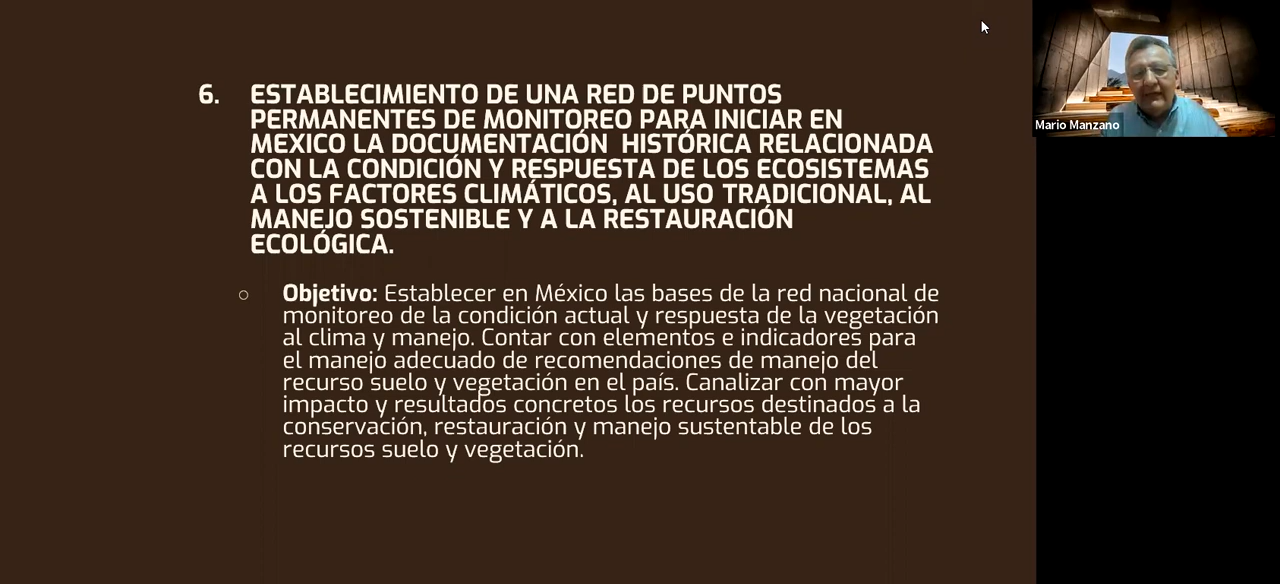 6. ESTABLECIMIENTO DE UNA RED DE PUNTOS
PERMANENTES DE MONITOREO PARA INICIAR EN
MEXICO LA DOCUMENTACIÓN HISTÓRICA RELACIONADA
CON LA CONDICIÓN Y RESPUESTA DE LOS ECOSISTEMAS
A LOS FACTORES CLIMÁTICOS, AL USO TRADICIONAL, AL
MANEJO SOSTENIBLE Y A LA RESTAURACIÓN
ECOLÓGICA.
○ Objetivo: Establecer en México las bases de la red nacional de
monitoreo de la condición actual y respuesta de la vegetación
al clima y manejo. Contar con elementos e indicadores para
el manejo adecuado de recomendaciones de manejo del
recurso suelo y vegetación en el país. Canalizar con mayor
impacto y resultados concretos los recursos destinados a la
conservación, restauración y manejo sustentable de los
recursos suelo y vegetación.
Mario Manzano